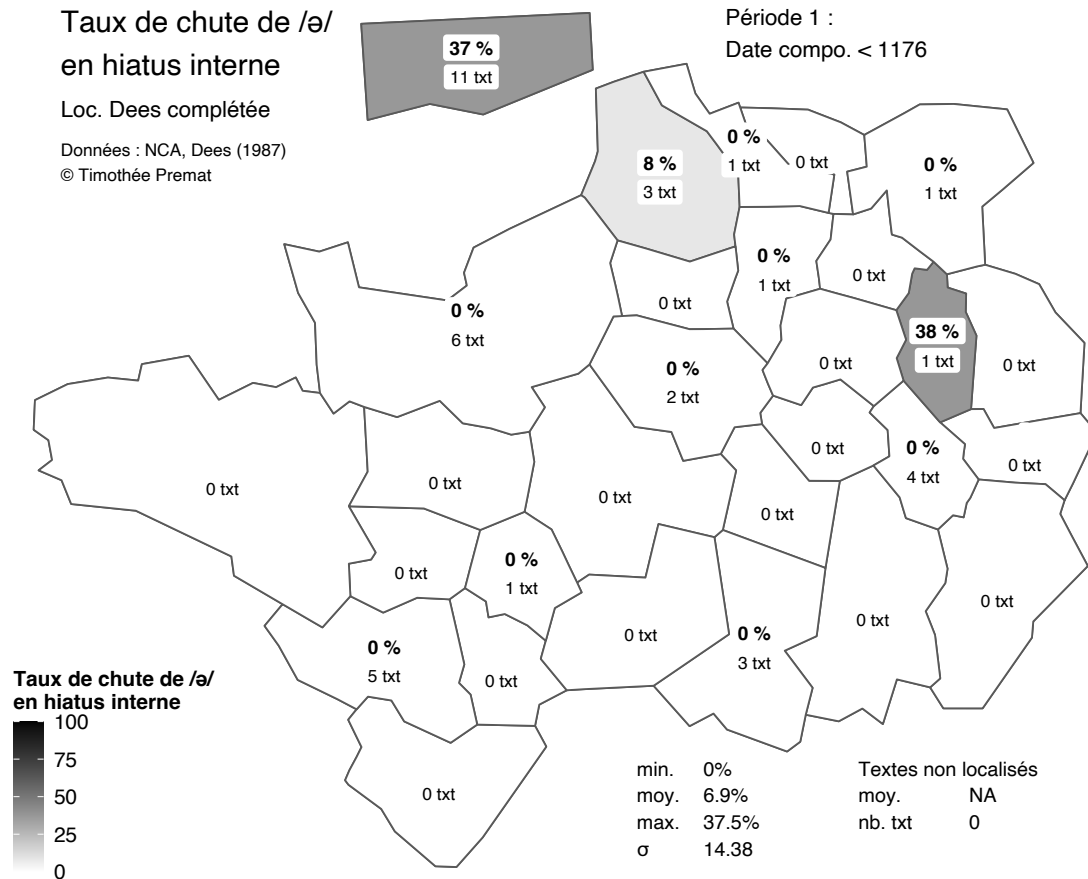 Taux de chute de /ə/
en hiatus interne
Loc. Dees complétée
Données : NCA, Dees (1987)
© Timothée Premat
Période 1 :
Date compo. < 1176
37 %
11 txt
8 %
3 txt
0 %
1 txt
0 txt
0 %
1 txt
0 %
6 txt
0 txt
0 %
1 txt
0 txt
38 %
1 txt
0 txt
0 %
2 txt
0 txt
0 txt
0 txt
0 txt
0 txt
0 %
4 txt
0 txt
0 txt
0 txt
0 %
1 txt
0 txt
0 %
5 txt
0 txt
0 txt
0 %
3 txt
0 txt
0 txt
0 txt
Taux de chute de /ə/
en hiatus interne
100
75
50
25
0
min. 0%
moy. 6.9%
max. 37.5%
σ 14.38
Textes non localisés
moy. NA
nb. txt 0